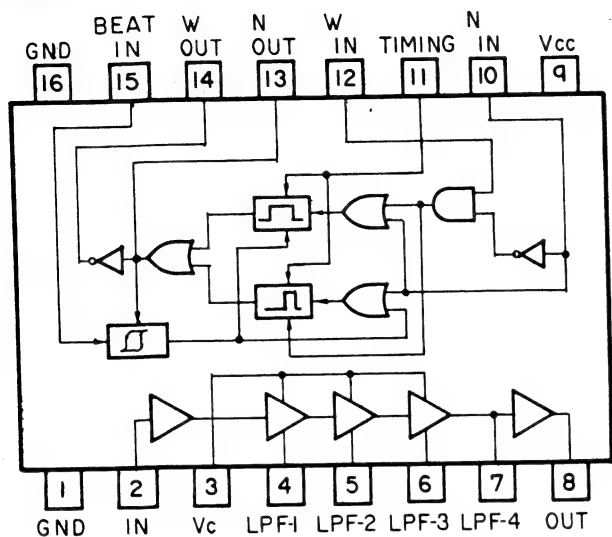 BEAT W N W N
GND IN OUT OUT IN TIMING IN Vcc
16 15 14 13 12 11 10 9
1 2 3 4 5 6 7 8
GND IN Vc LPF-1 LPF-2 LPF-3 LPF-4 OUT